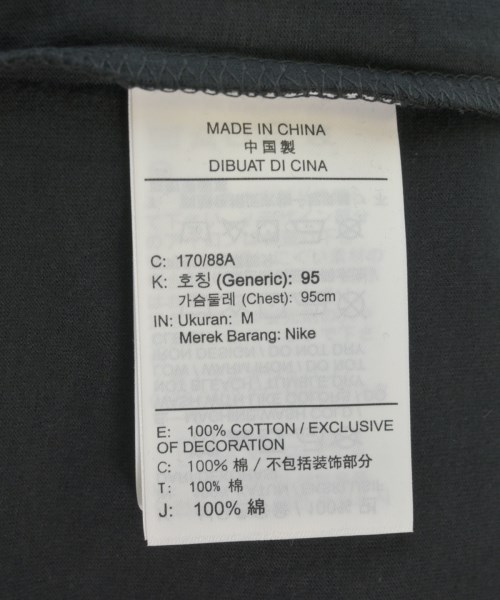 MADE IN CHINA
中国製
DIBUAT DI CINA
C: 170/88A
K: 호칭 (Generic): 95
가슴둘레 (Chest): 95cm
IN: Ukuran: M
Merek Barang: Nike
E: 100% COTTON / EXCLUSIVE
OF DECORATION
C: 100% 棉 / 不包括装饰部分
T: 100% 棉
J: 100% 綿